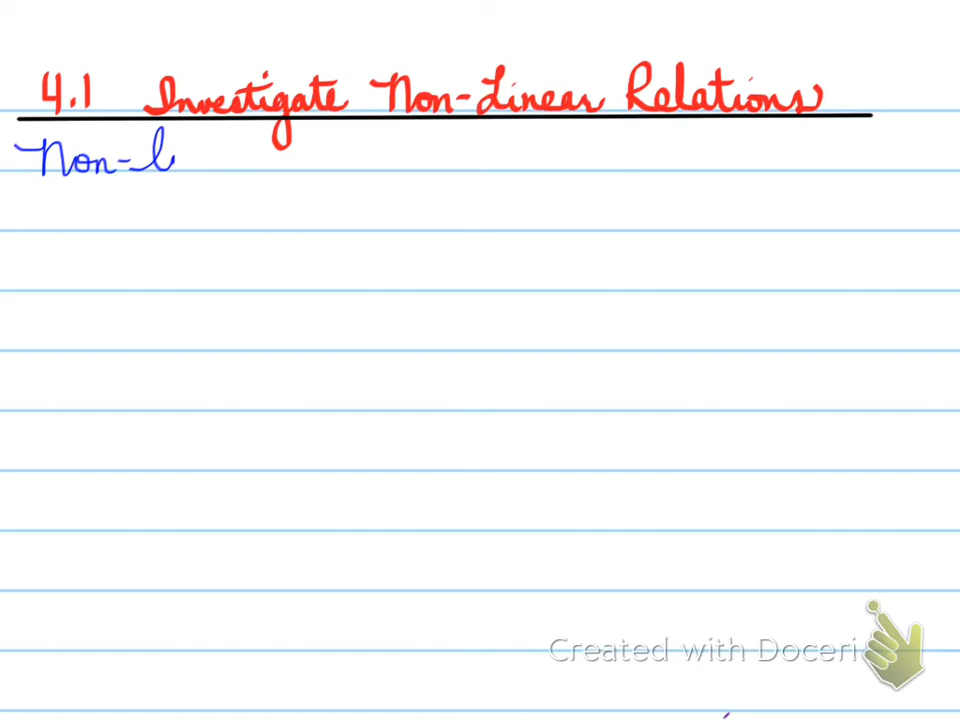 4.1 Investigate Non-Linear Relations
Non-l
Created with Doceri